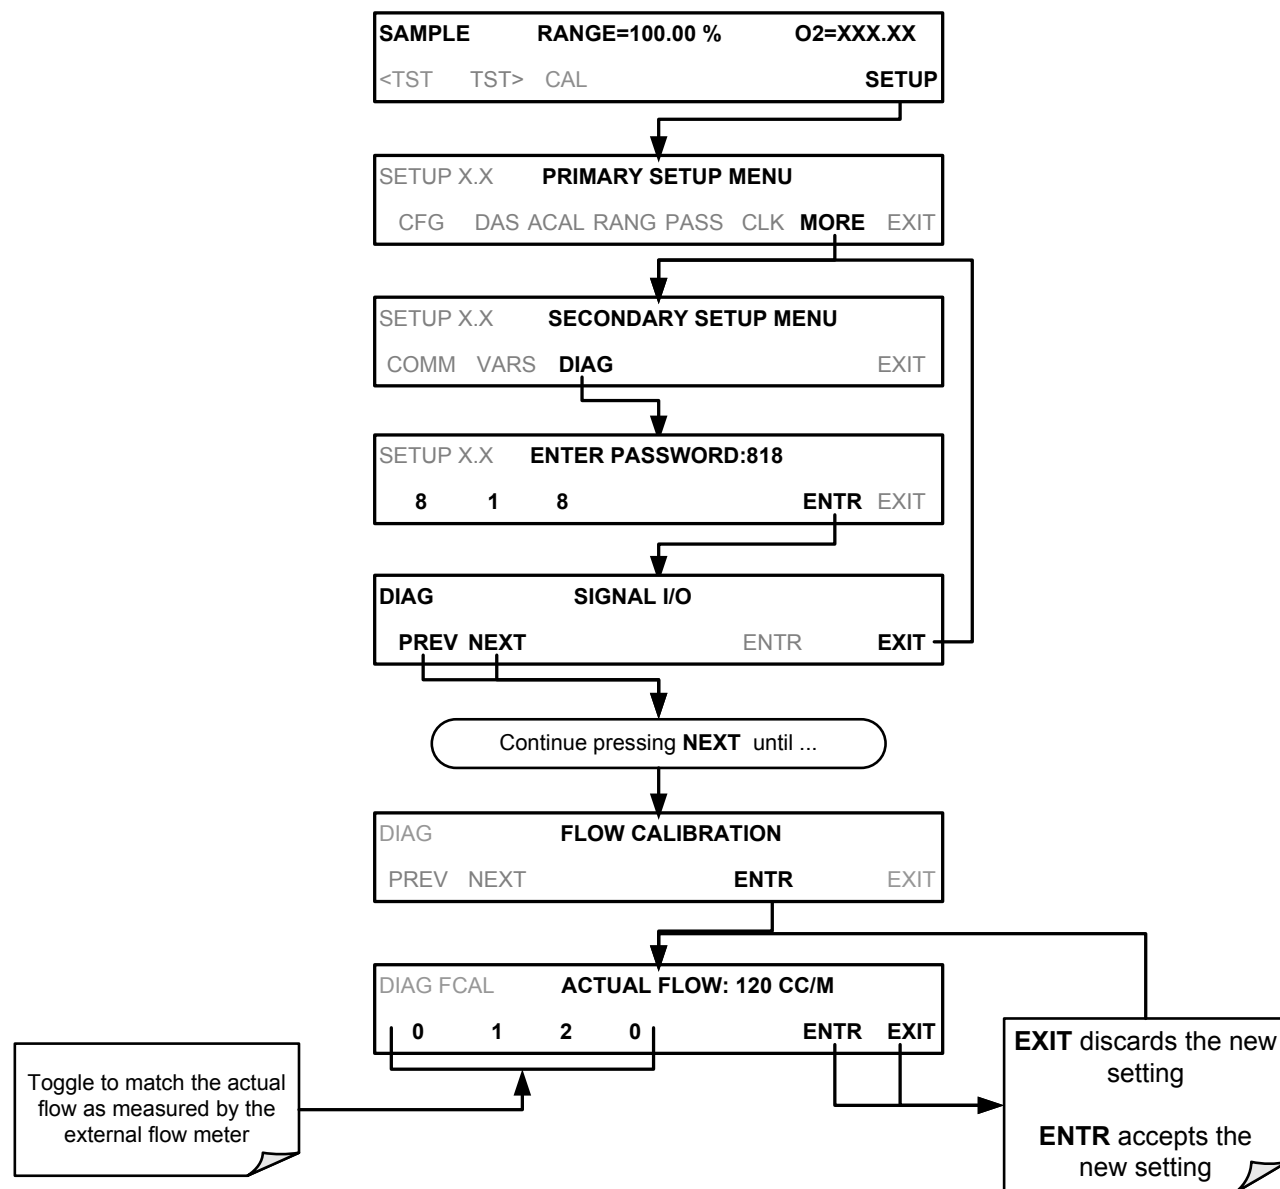 SAMPLE RANGE=100.00 % O2=XXX.XX
<TST TST> CAL SETUP
SETUP X.X PRIMARY SETUP MENU
CFG DAS ACAL RANG PASS CLK MORE EXIT
SETUP X.X SECONDARY SETUP MENU
COMM VARS DIAG EXIT
SETUP X.X ENTER PASSWORD:818
8 1 8 ENTR EXIT
DIAG SIGNAL I/O
PREV NEXT ENTR EXIT
Continue pressing NEXT until ...
DIAG FLOW CALIBRATION
PREV NEXT ENTR EXIT
DIAG FCAL ACTUAL FLOW: 120 CC/M
0 1 2 0 ENTR EXIT
Toggle to match the actual
flow as measured by the
external flow meter
EXIT discards the new
setting
ENTR accepts the
new setting